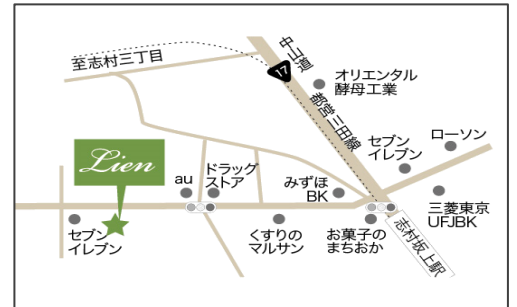 至志村三丁目
中山道
17
都営三田線
オリエンタル
酵母工業
セブン
イレブン
ローソン
Lien
au
ドラッグ
ストア
みずほ
BK
三菱東京
UFJBK
セブン
イレブン
くすりの
マルサン
お菓子の
まちおか
志村坂上駅